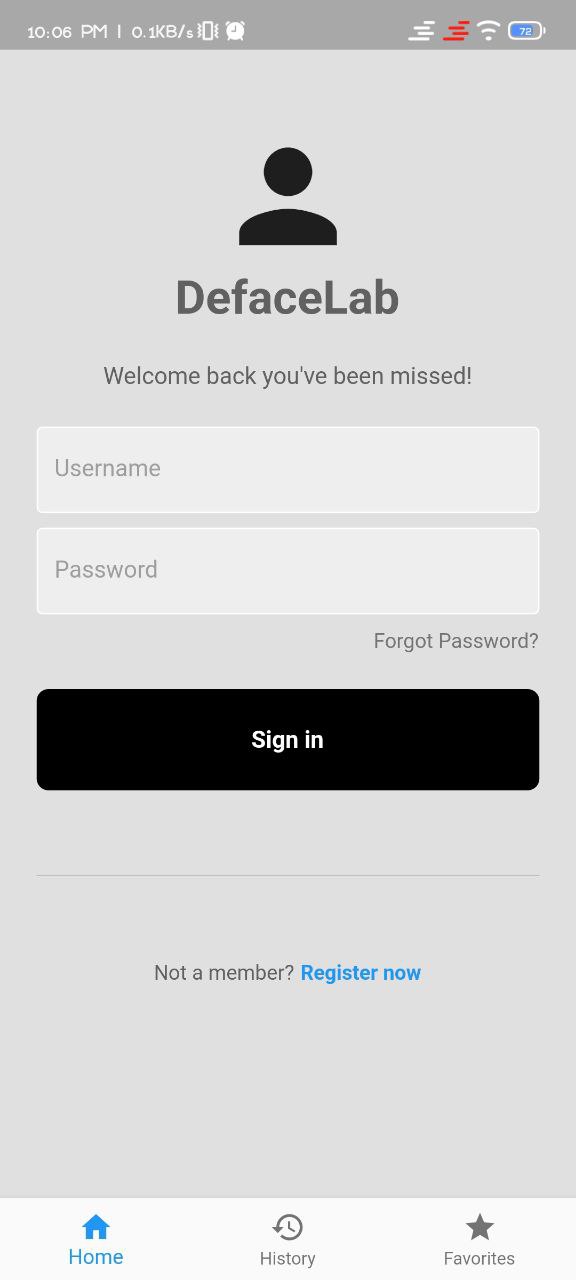 10:06 PM | 0.1KB/s
72
DefaceLab
Welcome back you've been missed!
Username
Password
Forgot Password?
Sign in
Not a member? Register now
Home
History
Favorites